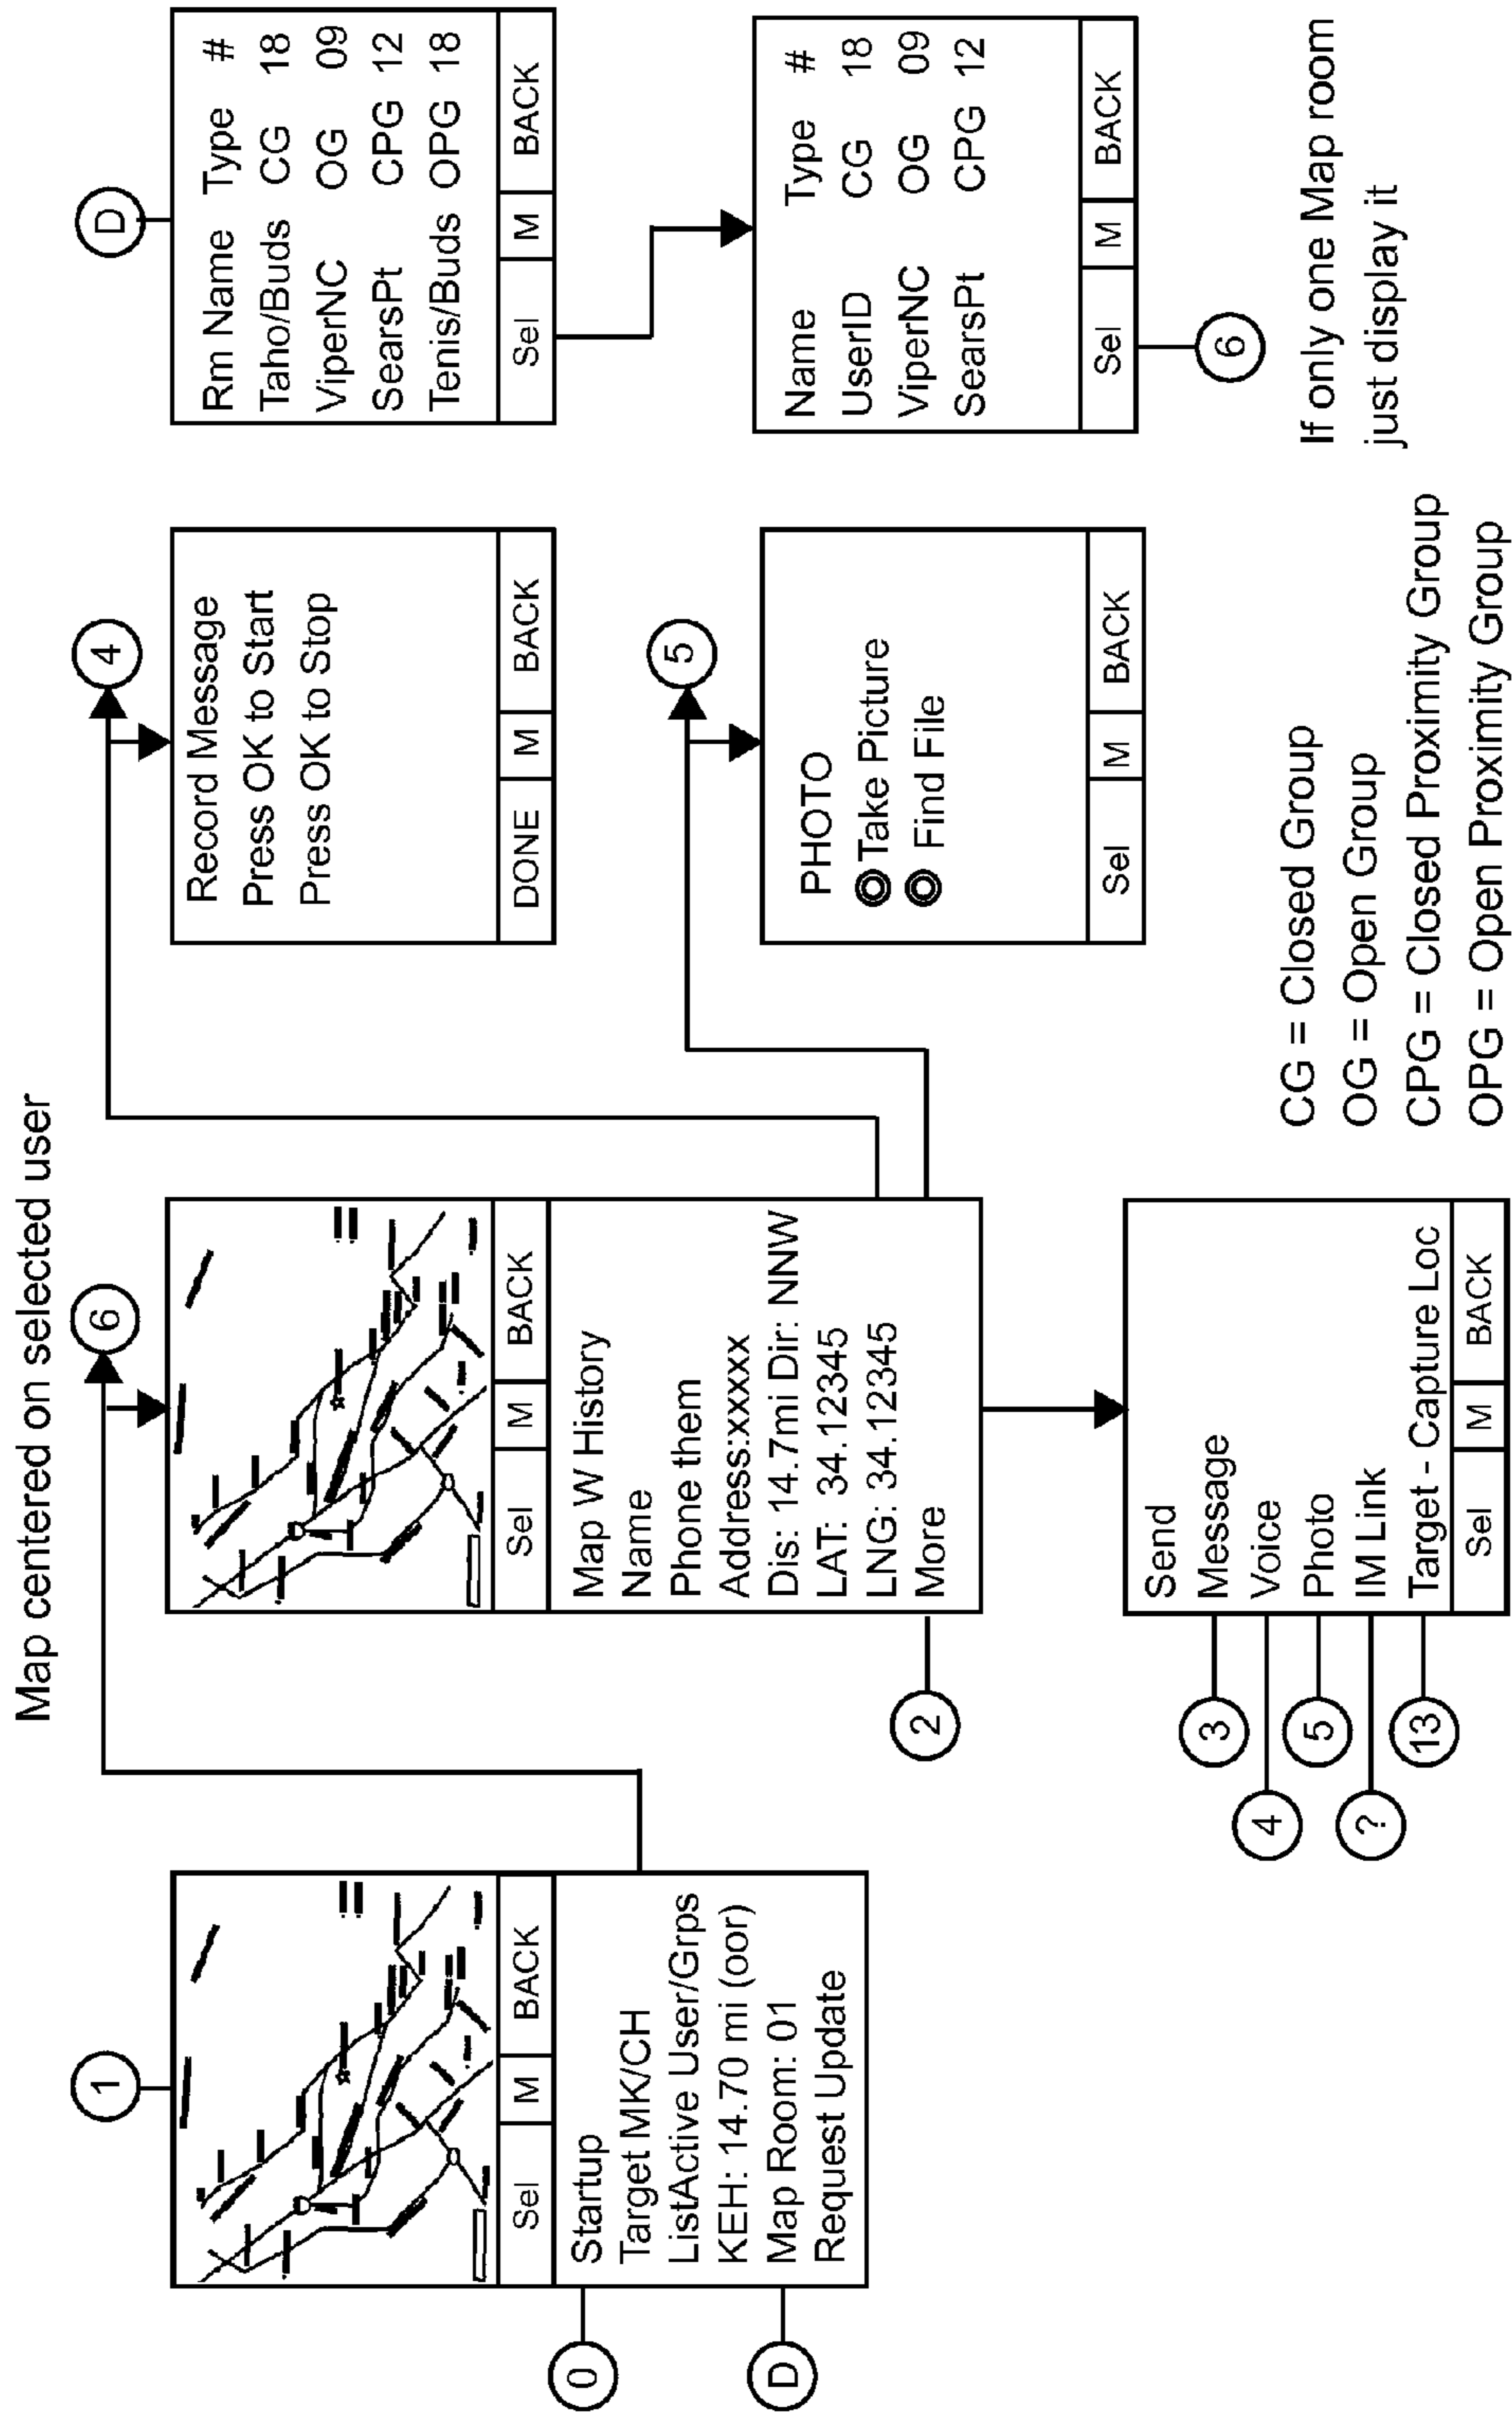 Map centered on selected user
1
Sel M BACK
Startup
Target MK/CH
ListActive User/Grps
KEH: 14.70 mi (oor)
Map Room: 01
Request Update
0
D
6
Sel M BACK
Map W History
Name
Phone them
Address:xxxxx
Dis: 14.7mi Dir: NNW
LAT: 34.12345
LNG: 34.12345
More
2
Send
Message
Voice
Photo
IM Link
Target - Capture Loc
Sel M BACK
3
4
5
?
13
4
Record Message
Press OK to Start
Press OK to Stop
DONE M BACK
5
PHOTO
Take Picture
Find File
Sel M BACK
CG = Closed Group
OG = Open Group
CPG = Closed Proximity Group
OPG = Open Proximity Group
D
Rm Name Type #
Taho/Buds CG 18
ViperNC OG 09
SearsPt CPG 12
Tenis/Buds OPG 18
Sel M BACK
Name Type #
UserID CG 18
ViperNC OG 09
SearsPt CPG 12
Sel M BACK
6
If only one Map room
just display it